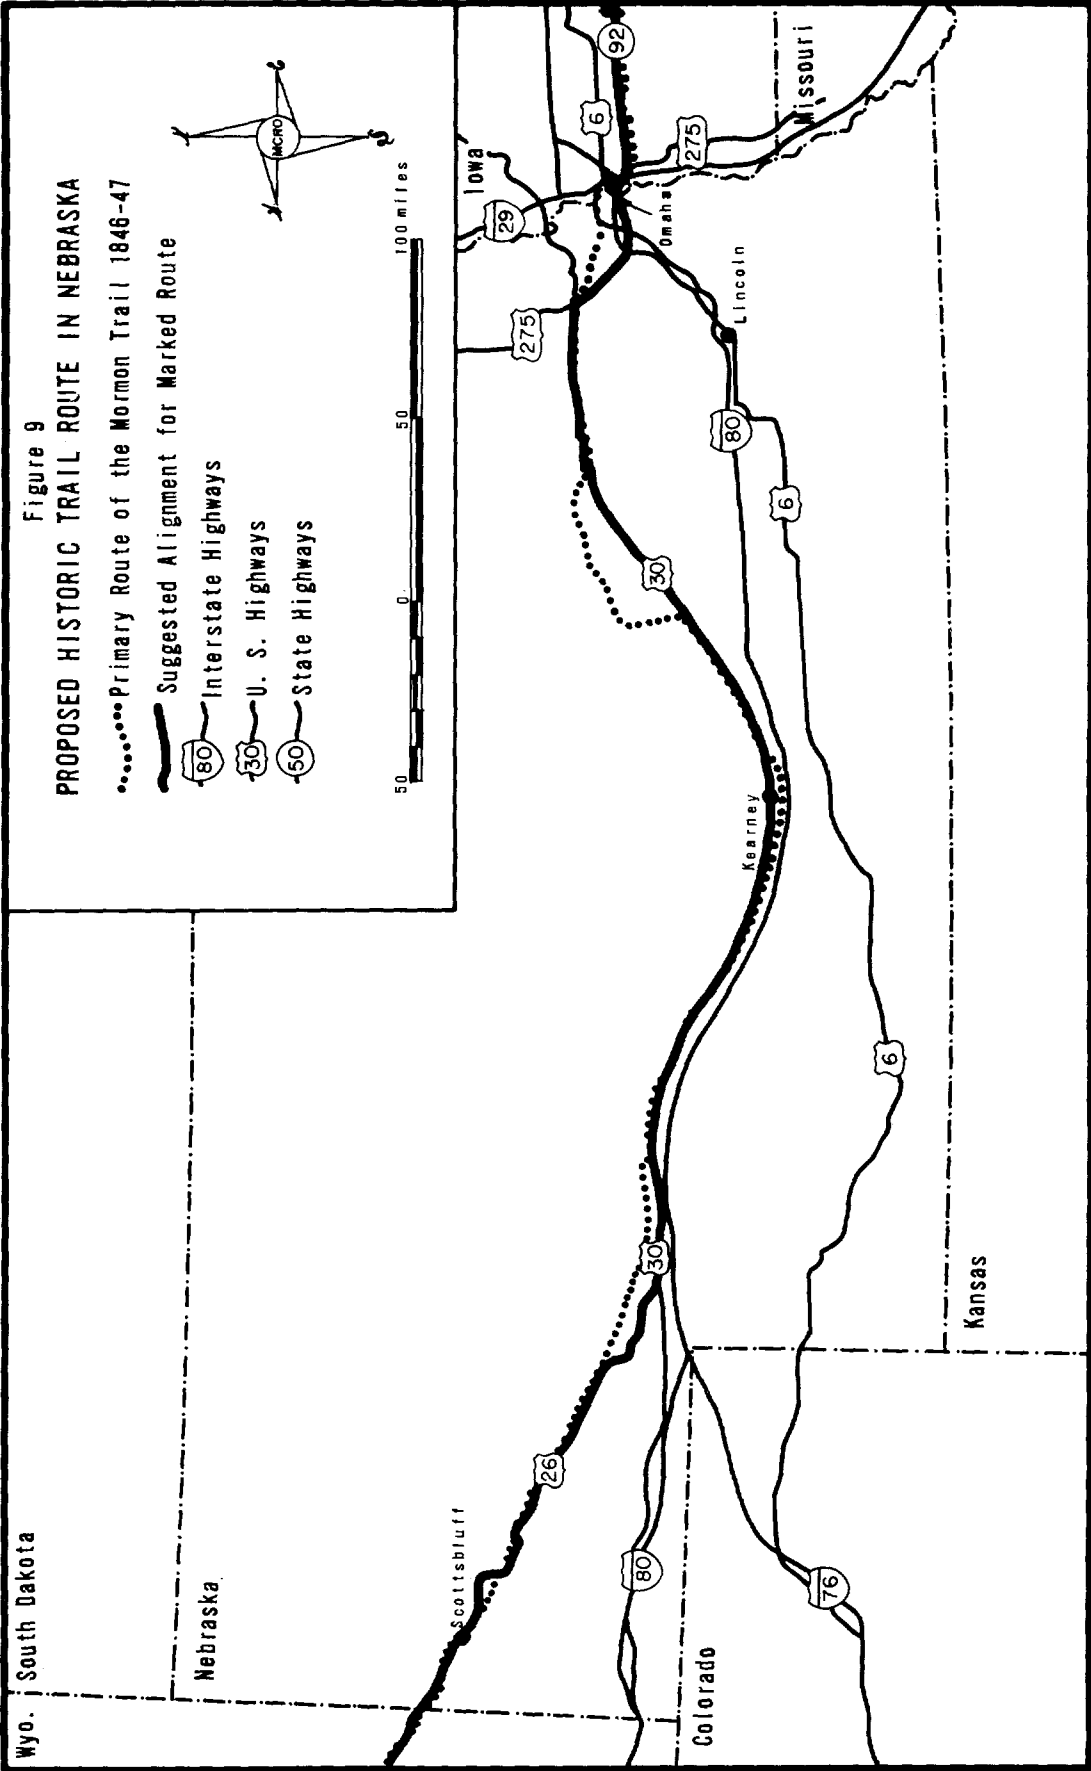 Figure 9
PROPOSED HISTORIC TRAIL ROUTE IN NEBRASKA
Primary Route of the Mormon Trail 1846-47
Suggested Alignment for Marked Route
80 Interstate Highways
30 U. S. Highways
50 State Highways
MCRO
N
S
50 0 50 100 miles
Wyo.
South Dakota
Nebraska
Scottsbluff
26
Colorado
80
76
30
6
Kansas
Kearney
30
6
80
Lincoln
275
29
Iowa
Omaha
6
92
275
Missouri